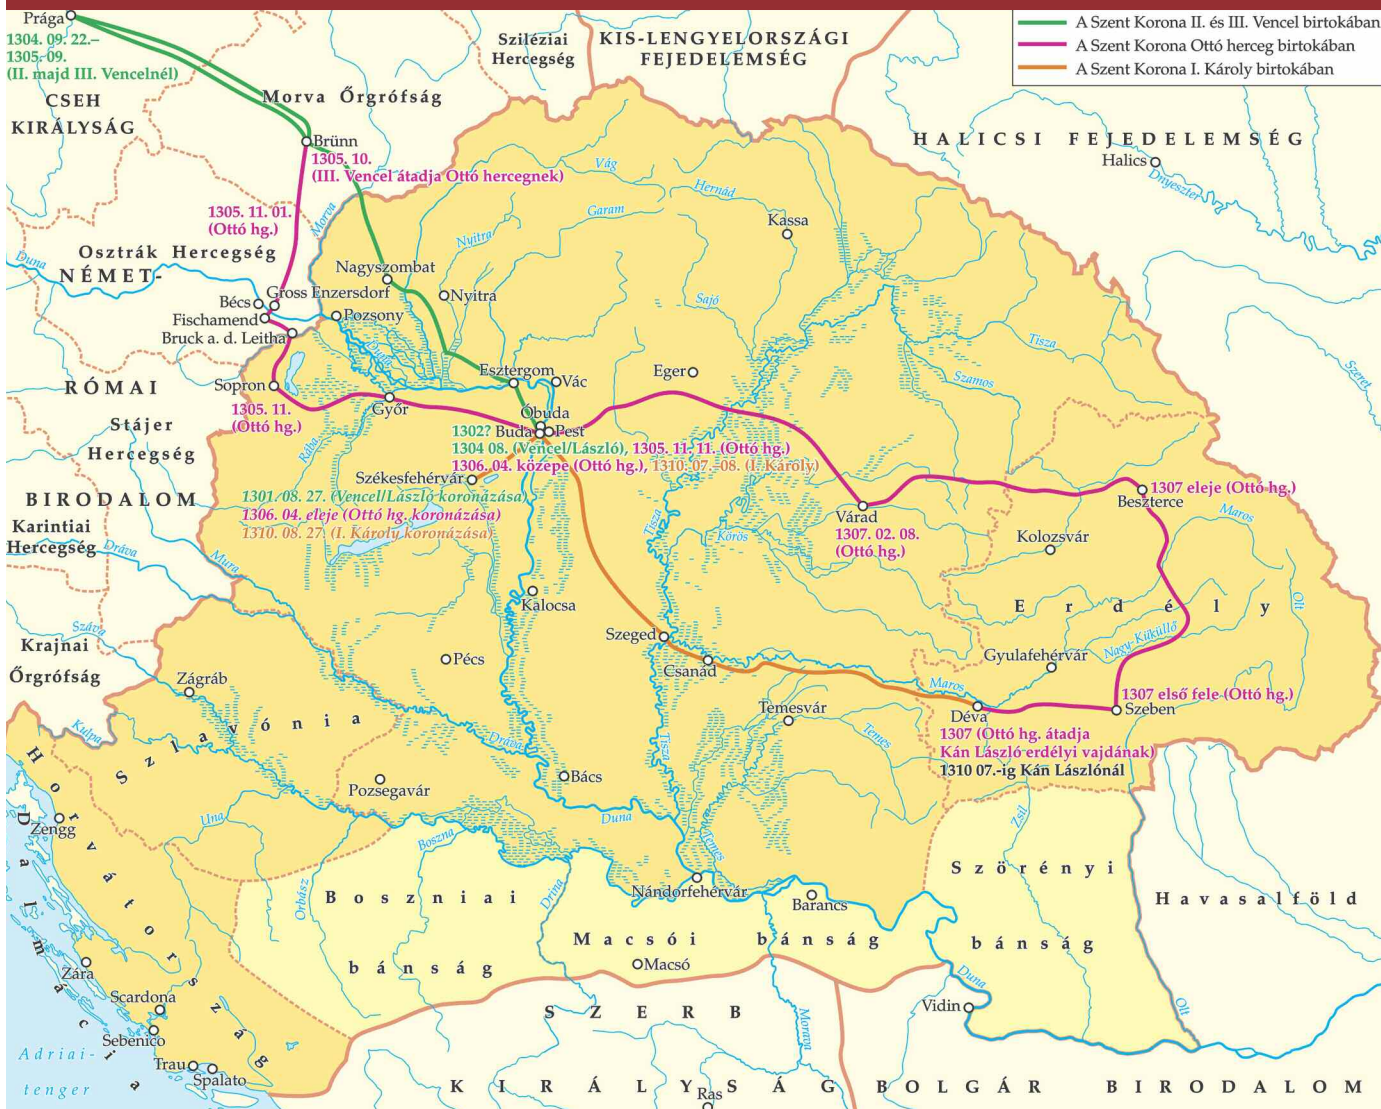 A Szent Korona II. és III. Vencel birtokában
A Szent Korona Ottó herceg birtokában
A Szent Korona I. Károly birtokában
Prága
1304. 09. 22.–
1305. 09.
(II. majd III. Vencelnél)
CSEH
KIRÁLYSÁG
Morva Őrgrófság
Sziléziai
Hercegség
KIS-LENGYELORSZÁGI
FEJEDELEMSÉG
HALICSI FEJEDELEMSÉG
Halics
Dnyeszter
Brünn
1305. 10.
(III. Vencel átadja Ottó hercegnek)
1305. 11. 01.
(Ottó hg.)
Morva
Vág
Hernád
Garam
Nyitra
Kassa
Osztrák Hercegség
Duna
NÉMET-
Nagyszombat
Nyitra
Gross Enzersdorf
Bécs
Fischamend
Pozsony
Bruck a. d. Leitha
Duna
Sajó
Tisza
Szamos
Szeret
RÓMAI
Sopron
1305. 11.
(Ottó hg.)
Győr
Rába
Esztergom
Vác
Eger
Óbuda
Buda
Pest
1302?
1304 08. (Vencel/László), 1305. 11. 11. (Ottó hg.)
1306. 04. közepe (Ottó hg.), 1310. 07.-08. (I. Károly)
Stájer
Hercegség
Székesfehérvár
1301. 08. 27. (Vencel/László koronázása)
1306. 04. eleje (Ottó hg. koronázása)
1310. 08. 27. (I. Károly koronázása)
BIRODALOM
Karintiai
Hercegség
Dráva
Mura
Tisza
Körös
Várad
1307. 02. 08.
(Ottó hg.)
1307 eleje (Ottó hg.)
Beszterce
Maros
Kolozsvár
Erdély
Olt
Nagy-Küküllő
Kalocsa
Szeged
Csanád
Gyulafehérvár
Maros
Száva
Krajnai
Őrgrófság
Zágráb
Pécs
Kulpa
Szlavónia
Dráva
Tisza
Temesvár
Temes
Déva
1307 (Ottó hg. átadja
Kán László erdélyi vajdának)
1310 07.-ig Kán Lászlónál
1307 első fele (Ottó hg.)
Szeben
Pozsegavár
Bács
Duna
Temes
Zsil
Horvátország
Dalmácia
Zengg
Una
Boszna
Orbász
Drina
Nándorfehérvár
Barancs
Boszniai
bánság
Macsói bánság
Macsó
Szörényi
bánság
Havasalföld
Duna
Vidin
Olt
Zára
Scardona
Sebenico
Trau
Spalato
Adriai-
tenger
Morava
SZERB
KIRÁLYSÁG
Ras
BOLGÁR BIRODALOM